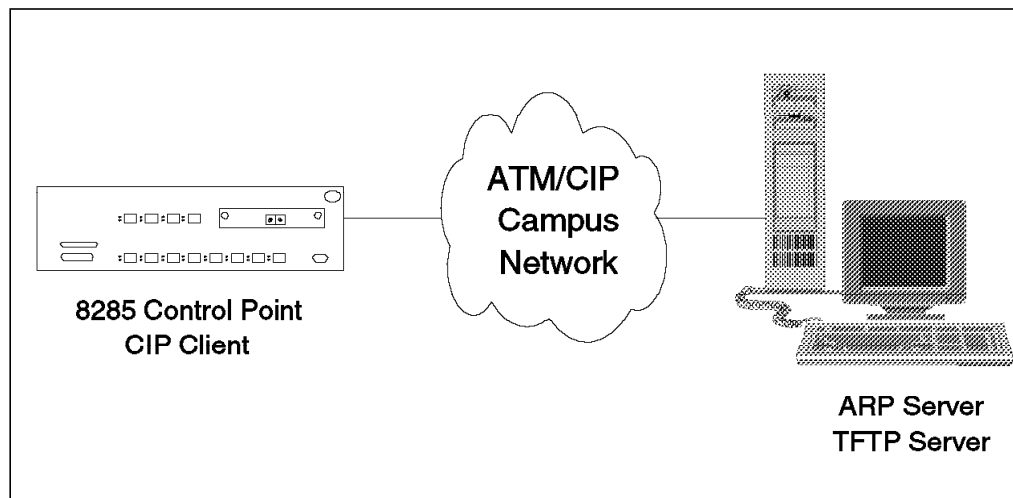 ATM/CIP
Campus
Network
8285 Control Point
CIP Client
ARP Server
TFTP Server